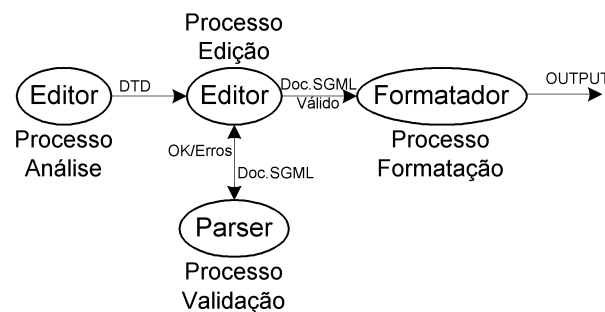 Processo
Edição
Editor
DTD
Editor
Doc.SGML
Válido
Formatador
OUTPUT
Processo
Análise
OK/Erros
Doc.SGML
Processo
Formatação
Parser
Processo
Validação